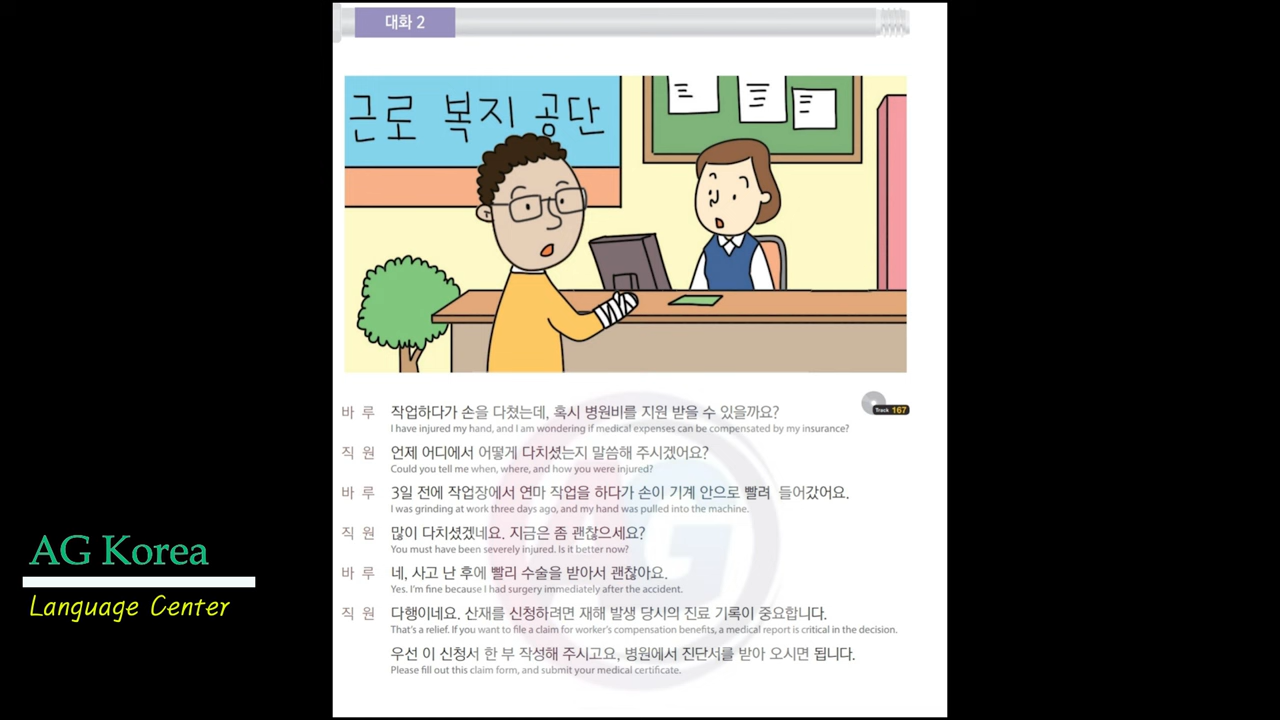 대화 2
근로 복지 공단
바 루 작업하다가 손을 다쳤는데, 혹시 병원비를 지원 받을 수 있을까요?
Track 167
I have injured my hand, and I am wondering if medical expenses can be compensated by my insurance?
직 원 언제 어디에서 어떻게 다치셨는지 말씀해 주시겠어요?
Could you tell me when, where, and how you were injured?
바 루 3일 전에 작업장에서 연마 작업을 하다가 손이 기계 안으로 빨려 들어갔어요.
I was grinding at work three days ago, and my hand was pulled into the machine.
직 원 많이 다치셨겠네요. 지금은 좀 괜찮으세요?
You must have been severely injured. Is it better now?
바 루 네, 사고 난 후에 빨리 수술을 받아서 괜찮아요.
Yes. I'm fine because I had surgery immediately after the accident.
직 원 다행이네요. 산재를 신청하려면 재해 발생 당시의 진료 기록이 중요합니다.
That's a relief. If you want to file a claim for worker's compensation benefits, a medical report is critical in the decision.
우선 이 신청서 한 부 작성해 주시고요, 병원에서 진단서를 받아 오시면 됩니다.
Please fill out this claim form, and submit your medical certificate.
AG Korea
Language Center